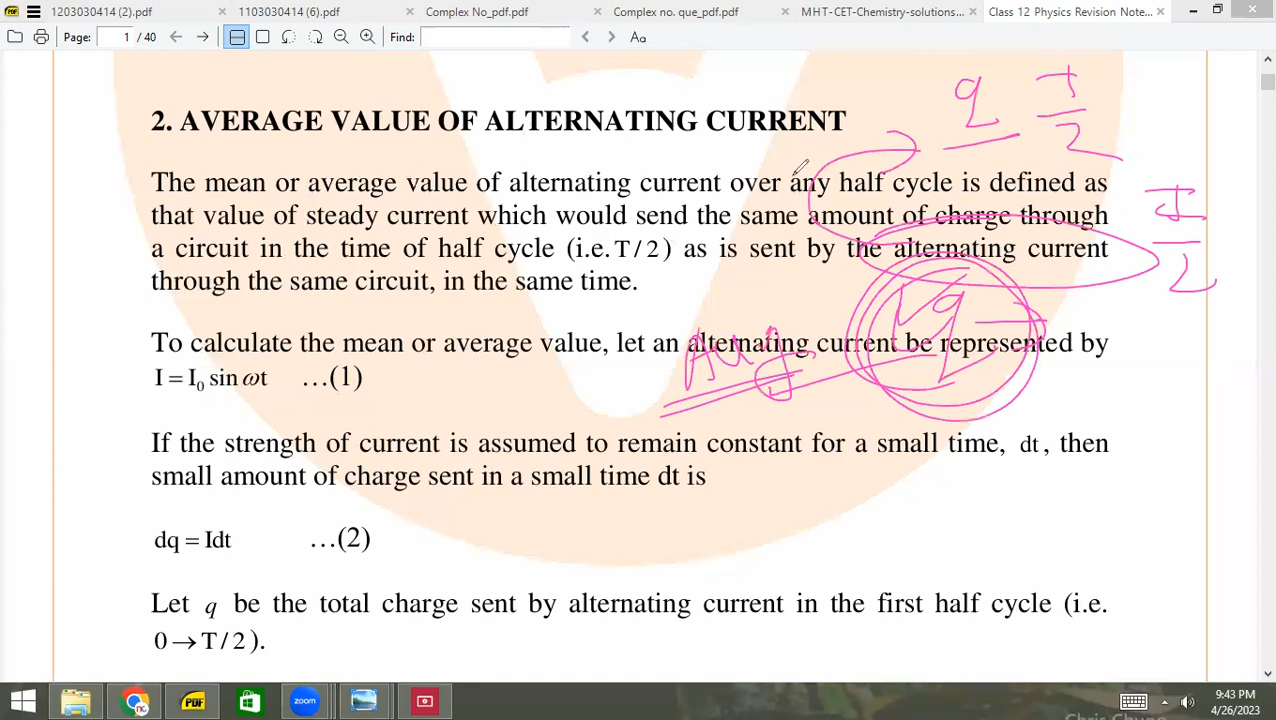 1203030414 (2).pdf
1103030414 (6).pdf
Complex No_pdf.pdf
Complex no. que_pdf.pdf
MHT-CET-Chemistry-solutions...
Class 12 Physics Revision Note...
Page: 1 / 40
Find:
Aa
q T/2
2. AVERAGE VALUE OF ALTERNATING CURRENT
The mean or average value of alternating current over any half cycle is defined as
that value of steady current which would send the same amount of charge through
a circuit in the time of half cycle (i.e. T / 2 ) as is sent by the alternating current
through the same circuit, in the same time.
To calculate the mean or average value, let an alternating current be represented by
I = I₀ sin ωt …(1)
If the strength of current is assumed to remain constant for a small time, dt, then
small amount of charge sent in a small time dt is
dq = Idt …(2)
Let q be the total charge sent by alternating current in the first half cycle (i.e.
0 → T / 2 ).
PDF
zoom
9:43 PM
4/26/2023